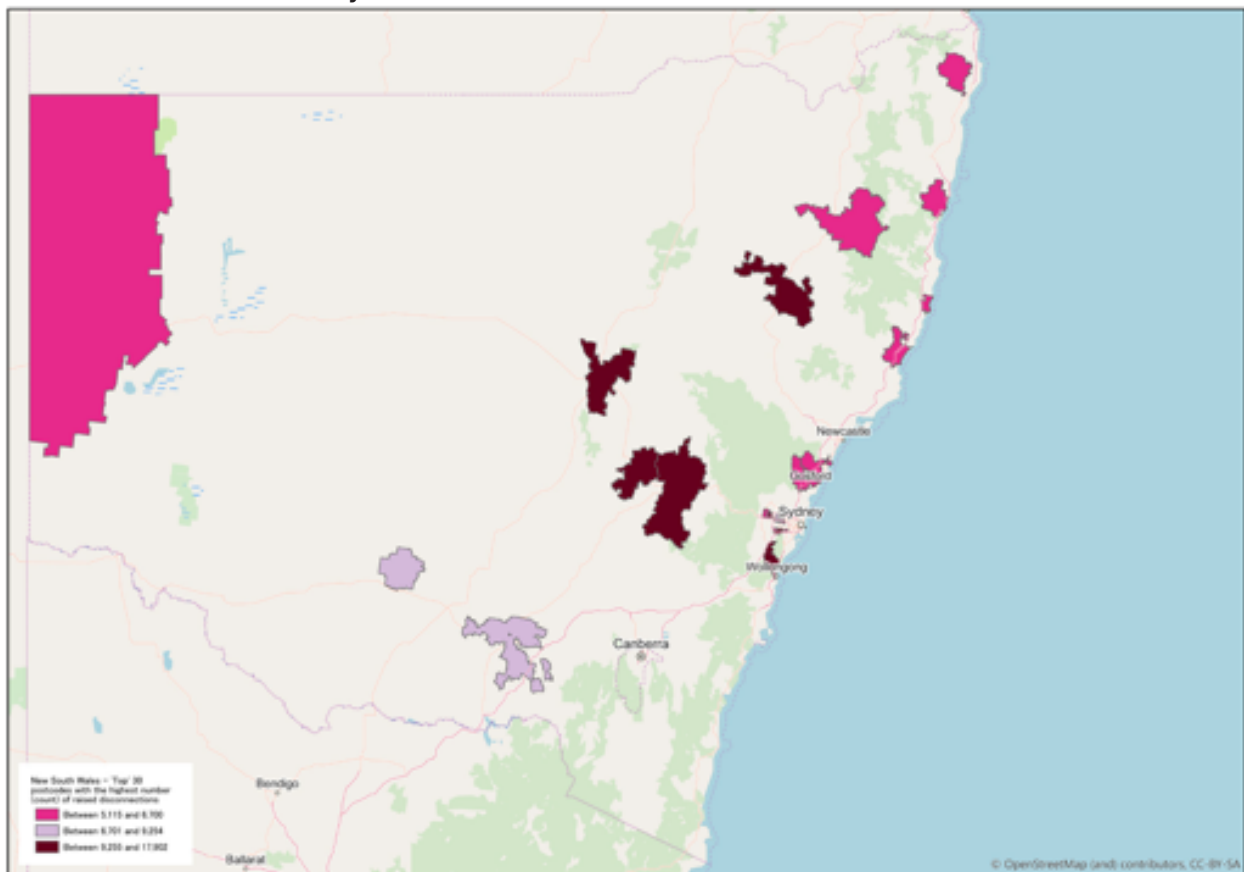 Newcastle
Gosford
Sydney
Wollongong
Canberra
New South Wales - 'Top' 30
postcodes with the highest number
(count) of raised disconnections
Between 5,115 and 6,700
Between 6,701 and 9,254
Between 9,255 and 17,902
Bendigo
Ballarat
© OpenStreetMap (and) contributors, CC-BY-SA